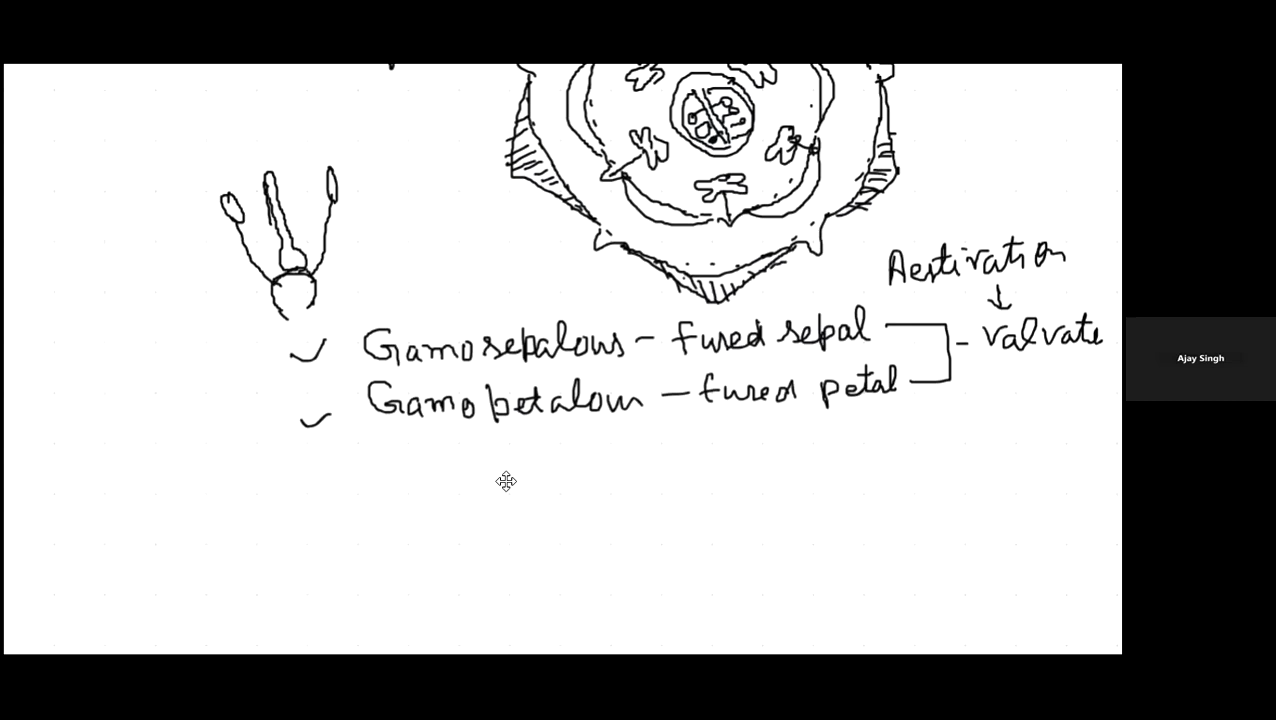 Aestivation
↓
Gamosepalous - fused sepal
- valvate
Gamopetalous - fused petal
Ajay Singh